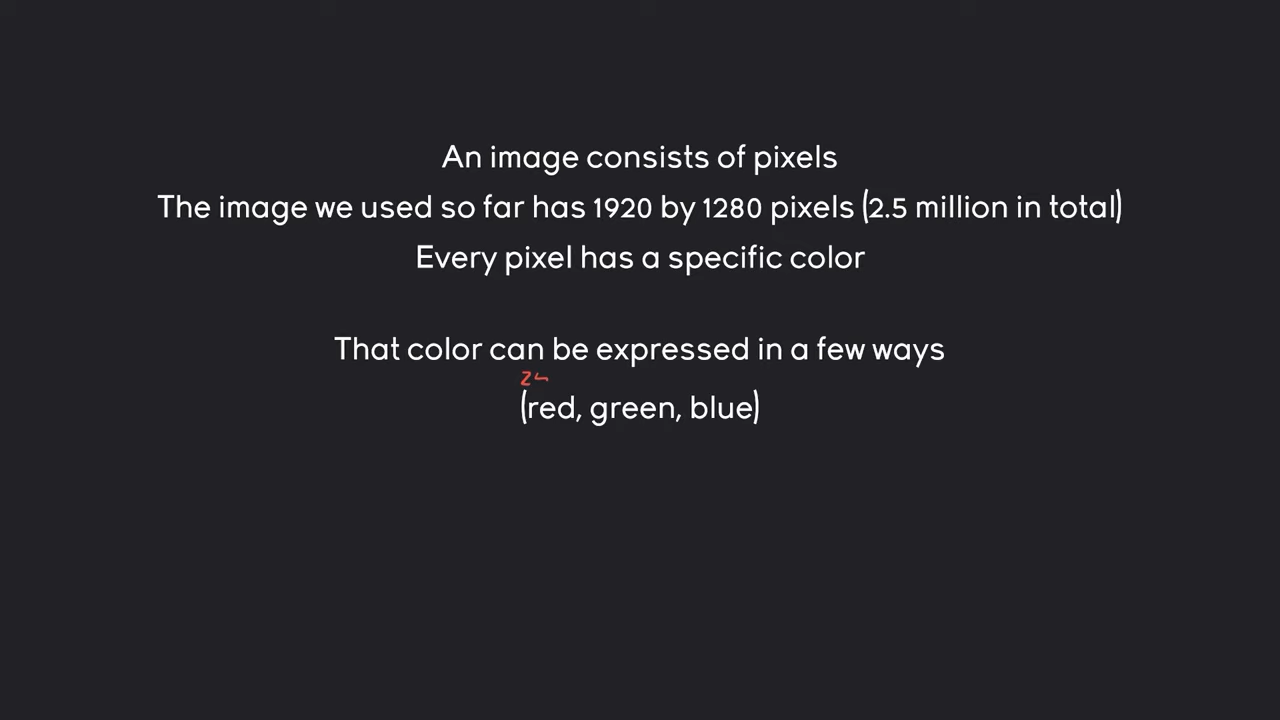 An image consists of pixels
The image we used so far has 1920 by 1280 pixels (2.5 million in total)
Every pixel has a specific color
That color can be expressed in a few ways
(red, green, blue)